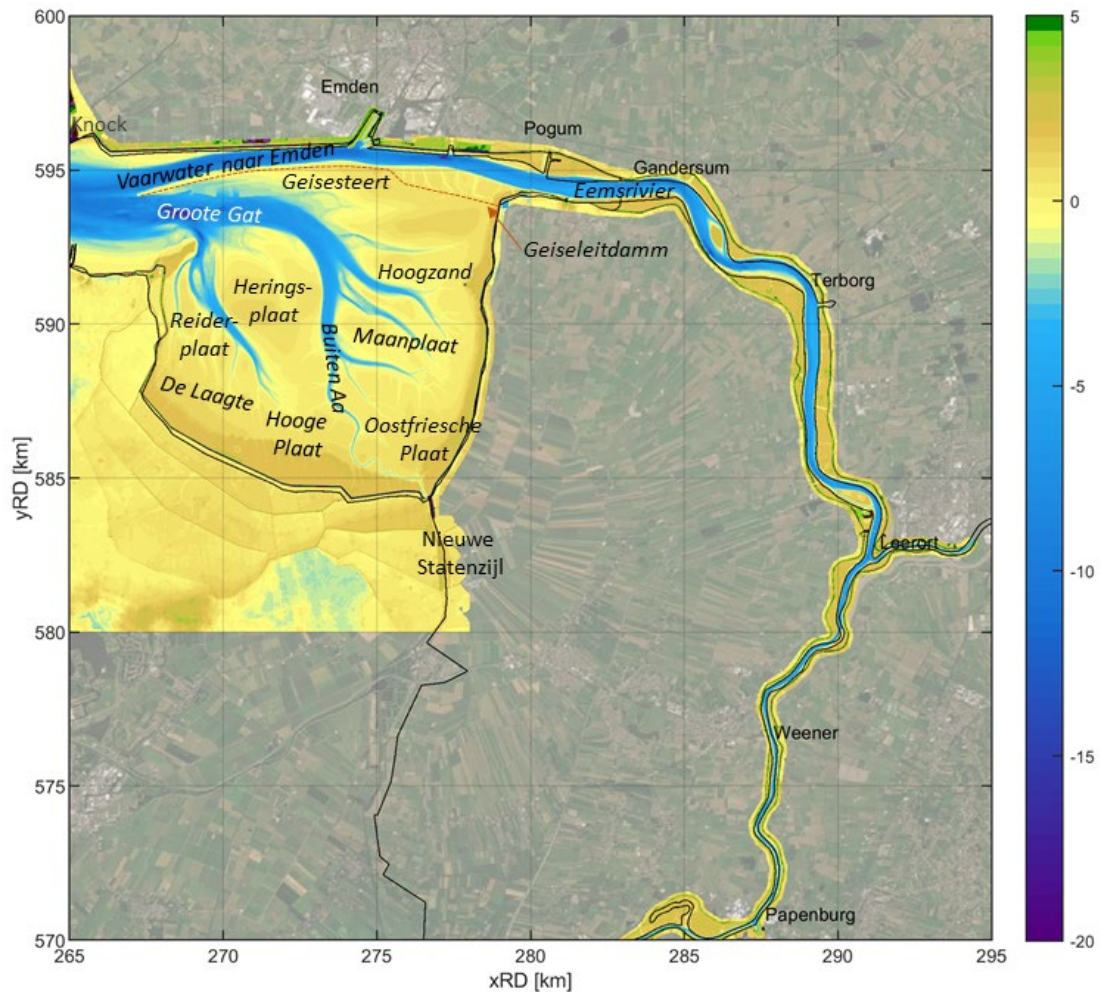 600
5
Emden
Knock
Pogum
595
Vaarwater naar Emden
Gandersum
Geisesteert
Eemsrivier
0
Groote Gat
Geiseleitdamm
Hoogzand
Herings-
plaat
Terborg
590
Reider-
plaat
Buiten Aa
Maanplaat
-5
De Laagte
Hooge
Plaat
Oostfriesche
Plaat
yRD [km]
585
Nieuwe
Statenzijl
Leerort
-10
580
Weener
575
-15
Papenburg
570
-20
265
270
275
280
285
290
295
xRD [km]